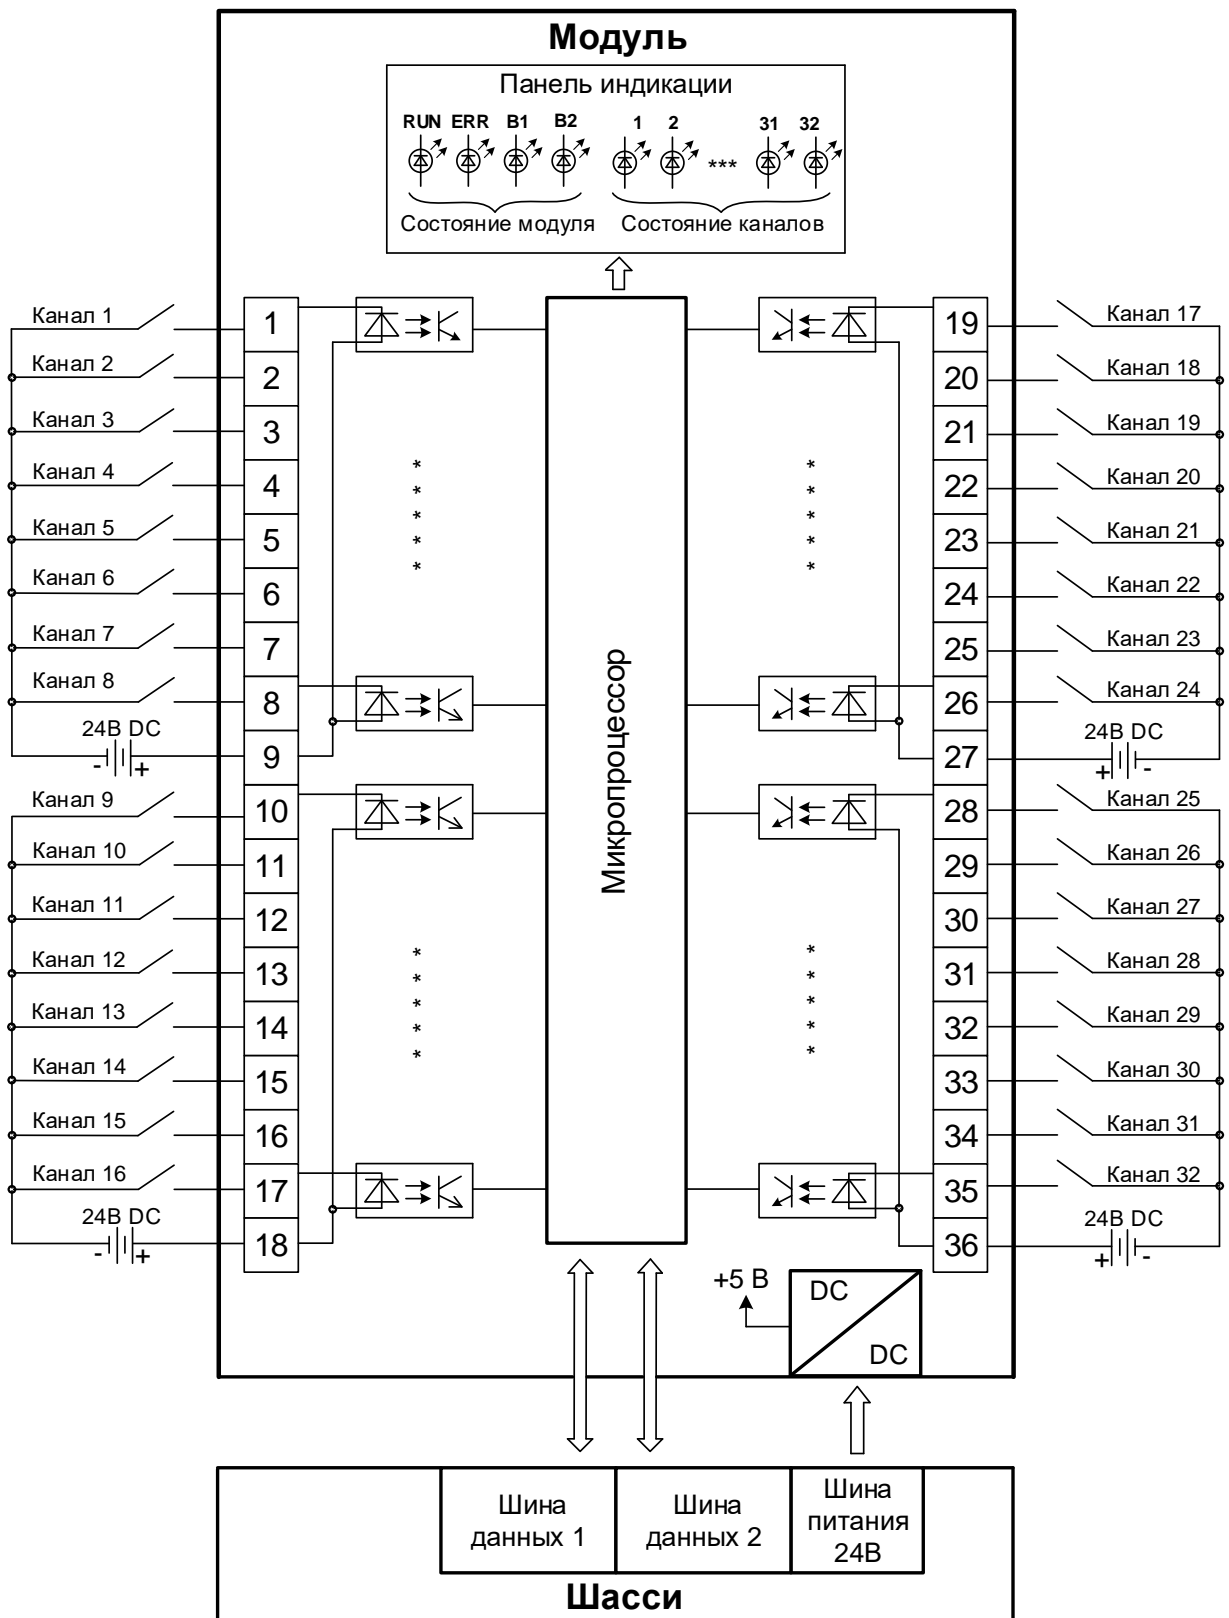 Модуль
Панель индикации
RUN ERR B1 B2 1 2 *** 31 32
Состояние модуля Состояние каналов
Канал 1
Канал 2
Канал 3
Канал 4
Канал 5
Канал 6
Канал 7
Канал 8
24В DC
- +
Канал 9
Канал 10
Канал 11
Канал 12
Канал 13
Канал 14
Канал 15
Канал 16
24В DC
- +
1
2
3
4
5
6
7
8
9
10
11
12
13
14
15
16
17
18
* * * * *
* * * * *
Микропроцессор
* * * * *
* * * * *
19
20
21
22
23
24
25
26
27
28
29
30
31
32
33
34
35
36
Канал 17
Канал 18
Канал 19
Канал 20
Канал 21
Канал 22
Канал 23
Канал 24
24В DC
+ -
Канал 25
Канал 26
Канал 27
Канал 28
Канал 29
Канал 30
Канал 31
Канал 32
24В DC
+ -
+5 В
DC
DC
Шина
данных 1
Шина
данных 2
Шина
питания
24В
Шасси